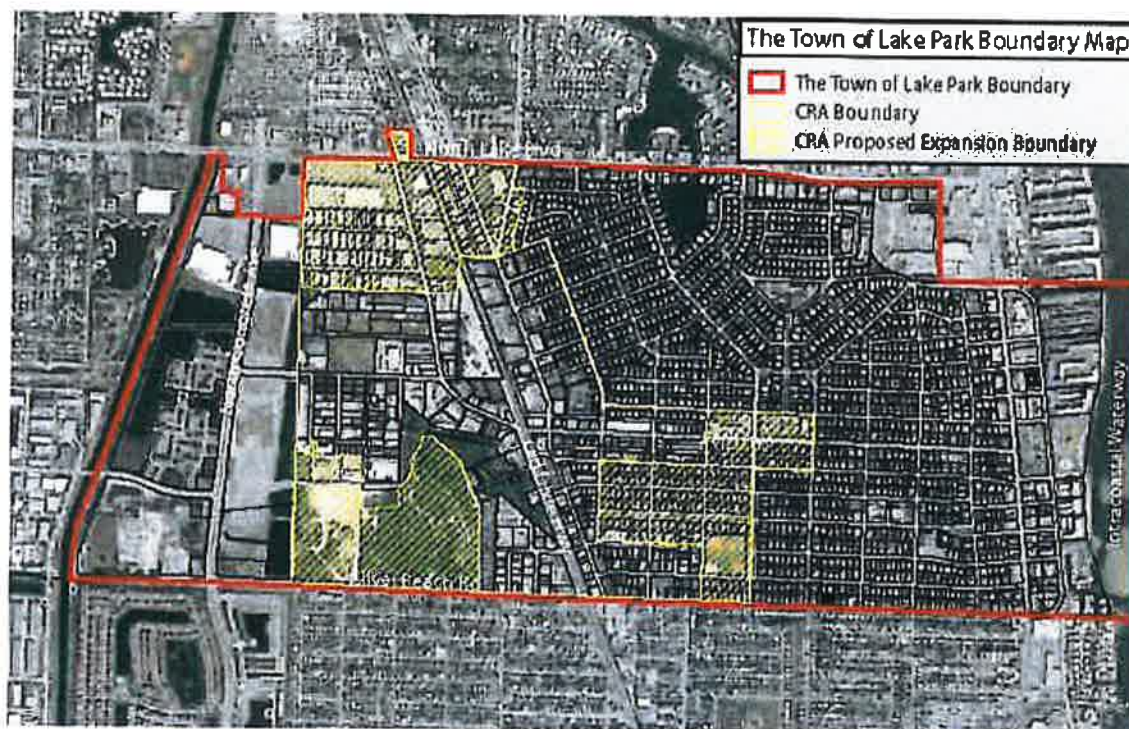 The Town of Lake Park Boundary Map
The Town of Lake Park Boundary
CRA Boundary
CRA Proposed Expansion Boundary
Intracoastal Waterway